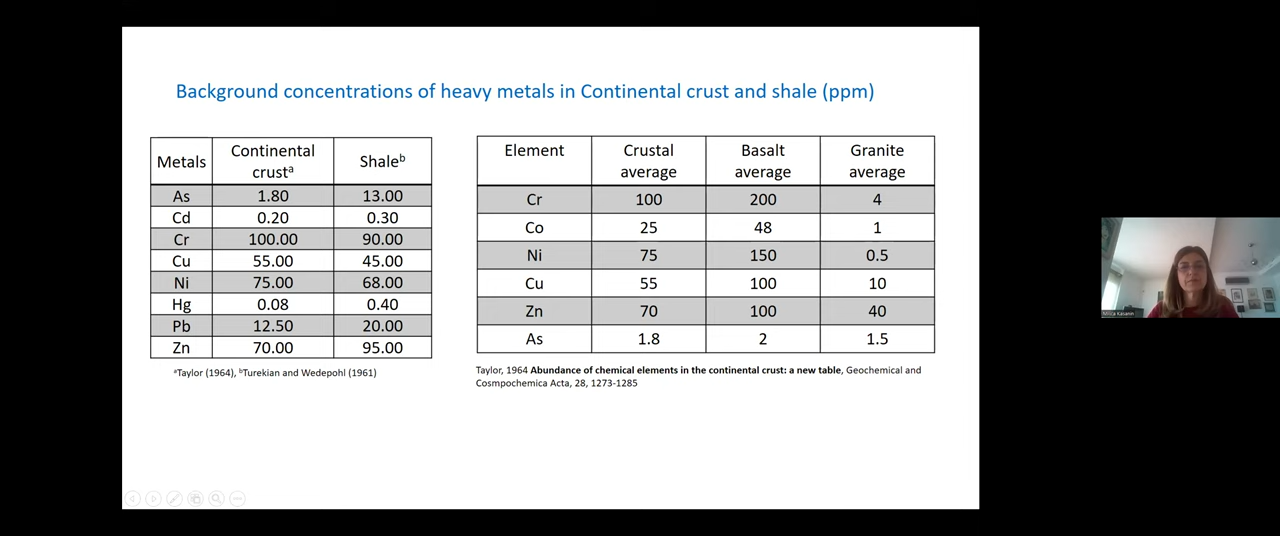 Background concentrations of heavy metals in Continental crust and shale (ppm)
Metals Continental crustᵃ Shaleᵇ
As 1.80 13.00
Cd 0.20 0.30
Cr 100.00 90.00
Cu 55.00 45.00
Ni 75.00 68.00
Hg 0.08 0.40
Pb 12.50 20.00
Zn 70.00 95.00
ᵃTaylor (1964), ᵇTurekian and Wedepohl (1961)
Element Crustal average Basalt average Granite average
Cr 100 200 4
Co 25 48 1
Ni 75 150 0.5
Cu 55 100 10
Zn 70 100 40
As 1.8 2 1.5
Taylor, 1964 Abundance of chemical elements in the continental crust: a new table, Geochemical and
Cosmpochemica Acta, 28, 1273-1285